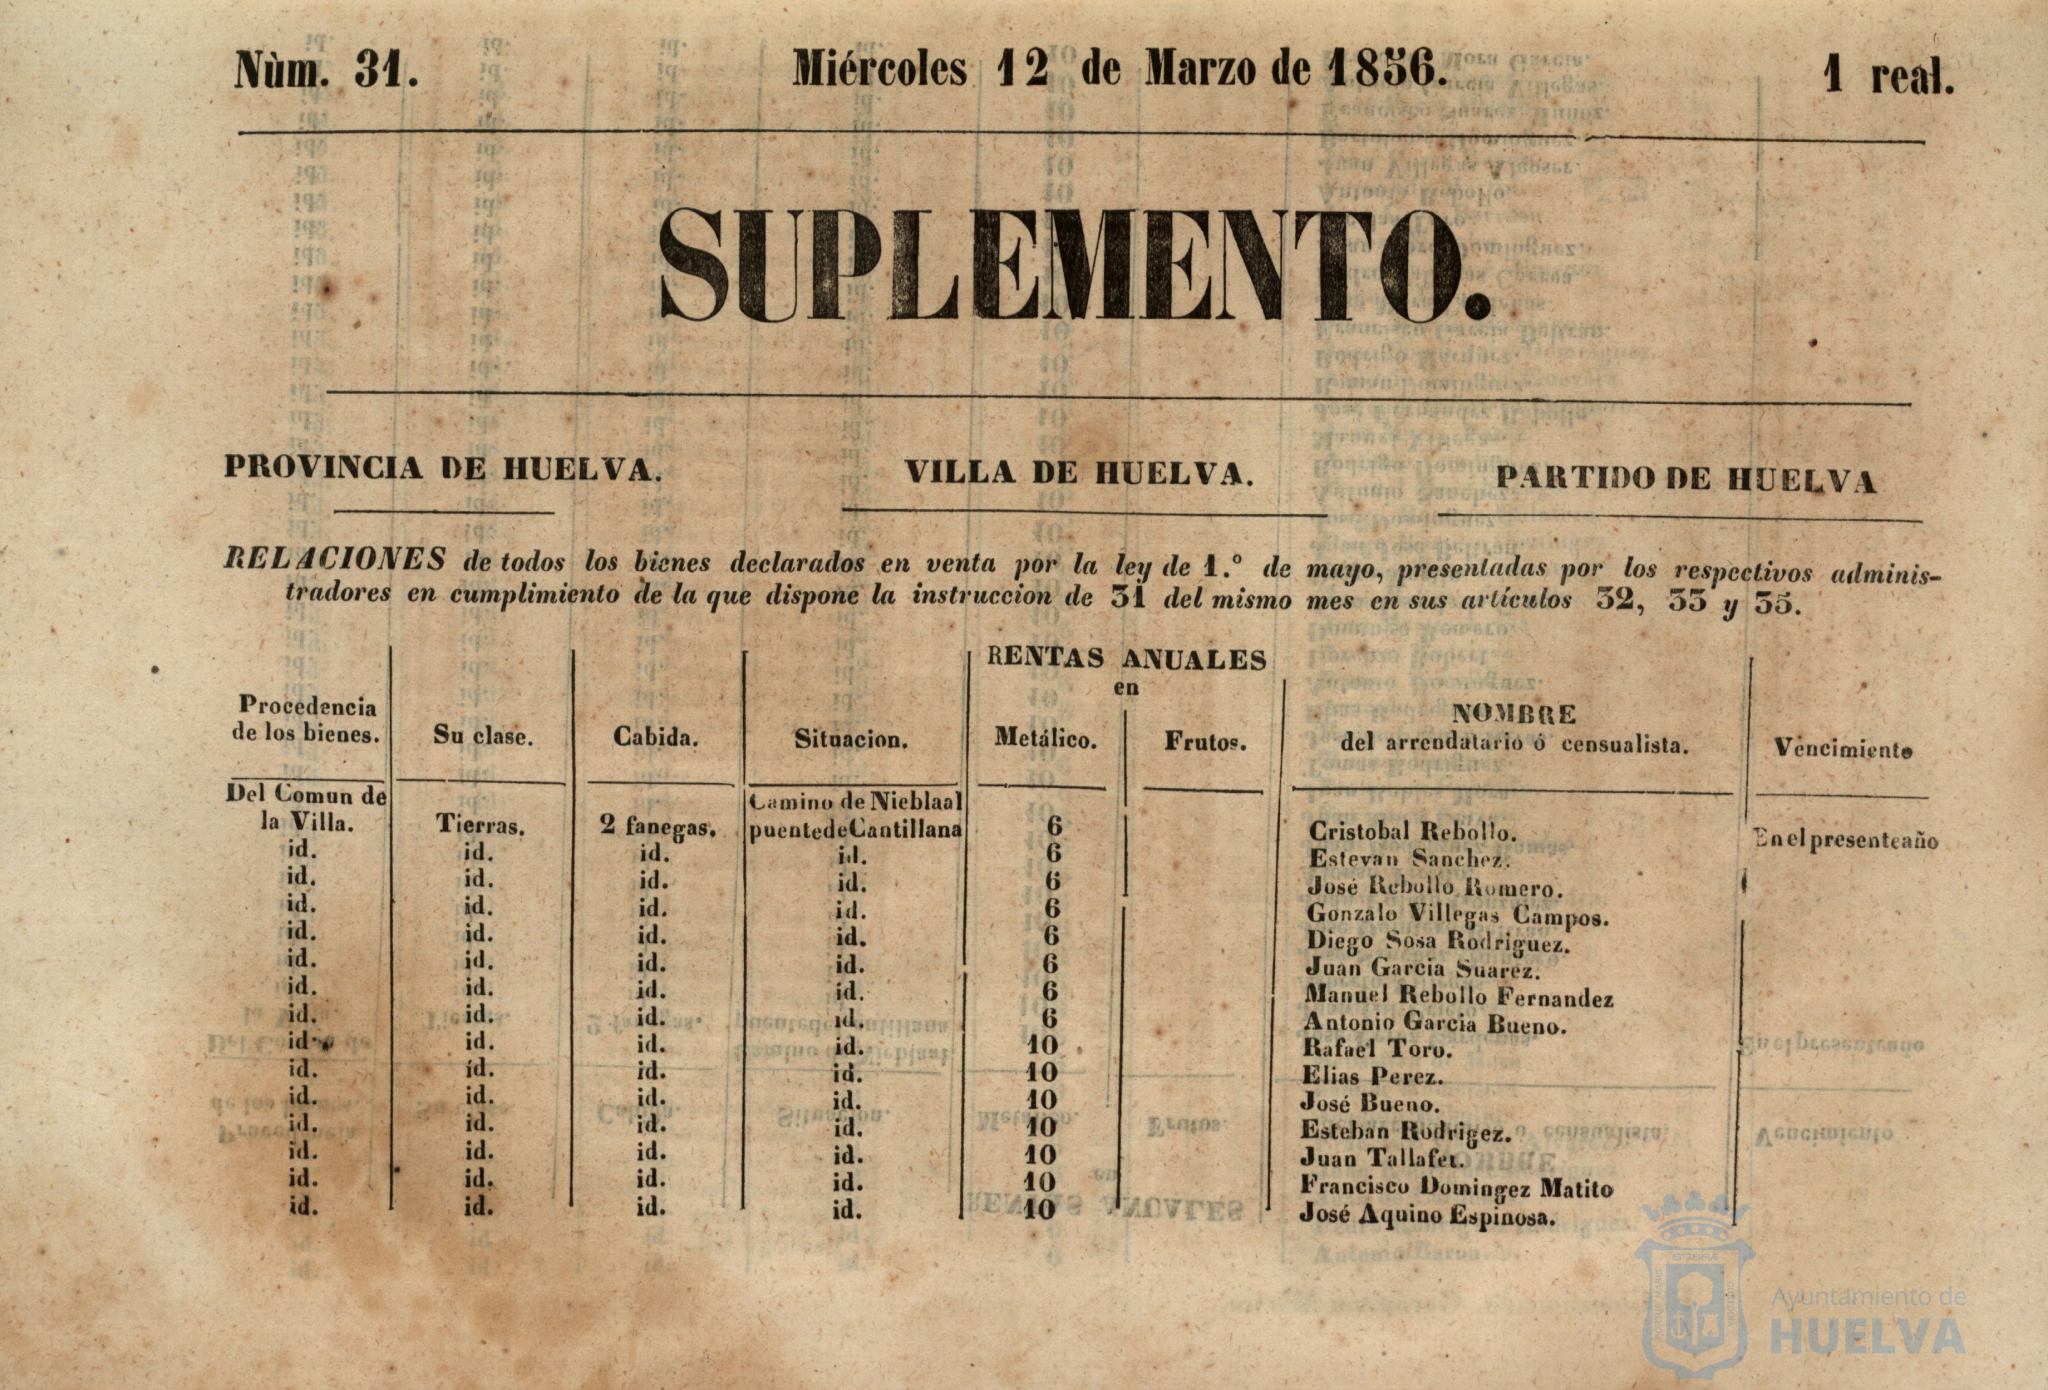 Nùm. 31. Miércoles 12 de Marzo de 1856. 1 real.
SUPLEMENTO.
PROVINCIA DE HUELVA. VILLA DE HUELVA. PARTIDO DE HUELVA
RELACIONES de todos los bienes declarados en venta por la ley de 1.º de mayo, presentadas por los respectivos adminis-
tradores en cumplimiento de la que dispone la instruccion de 31 del mismo mes en sus artículos 32, 33 y 35.
RENTAS ANUALES
en
Procedencia
de los bienes. Su clase. Cabida. Situacion. Metálico. Frutos. NOMBRE
del arrendatario ó censualista. Vencimiento
Del Comun de Camino de Nieblaal
la Villa. Tierras. 2 fanegas. puentedeCantillana 6 Cristobal Rebollo. Enelpresenteaño
id. id. id. id. 6 Estevan Sanchez.
id. id. id. id. 6 José Rebollo Romero.
id. id. id. id. 6 Gonzalo Villegas Campos.
id. id. id. id. 6 Diego Sosa Rodriguez.
id. id. id. id. 6 Juan Garcia Suarez.
id. id. id. id. 6 Manuel Rebollo Fernandez
id. id. id. id. 6 Antonio Garcia Bueno.
id. id. id. id. 10 Rafael Toro.
id. id. id. id. 10 Elias Perez.
id. id. id. id. 10 José Bueno.
id. id. id. id. 10 Esteban Rodrigez.
id. id. id. id. 10 Juan Tallafet.
id. id. id. id. 10 Francisco Domingez Matito
id. id. id. id. 10 José Aquino Espinosa.
Ayuntamiento de
HUELVA